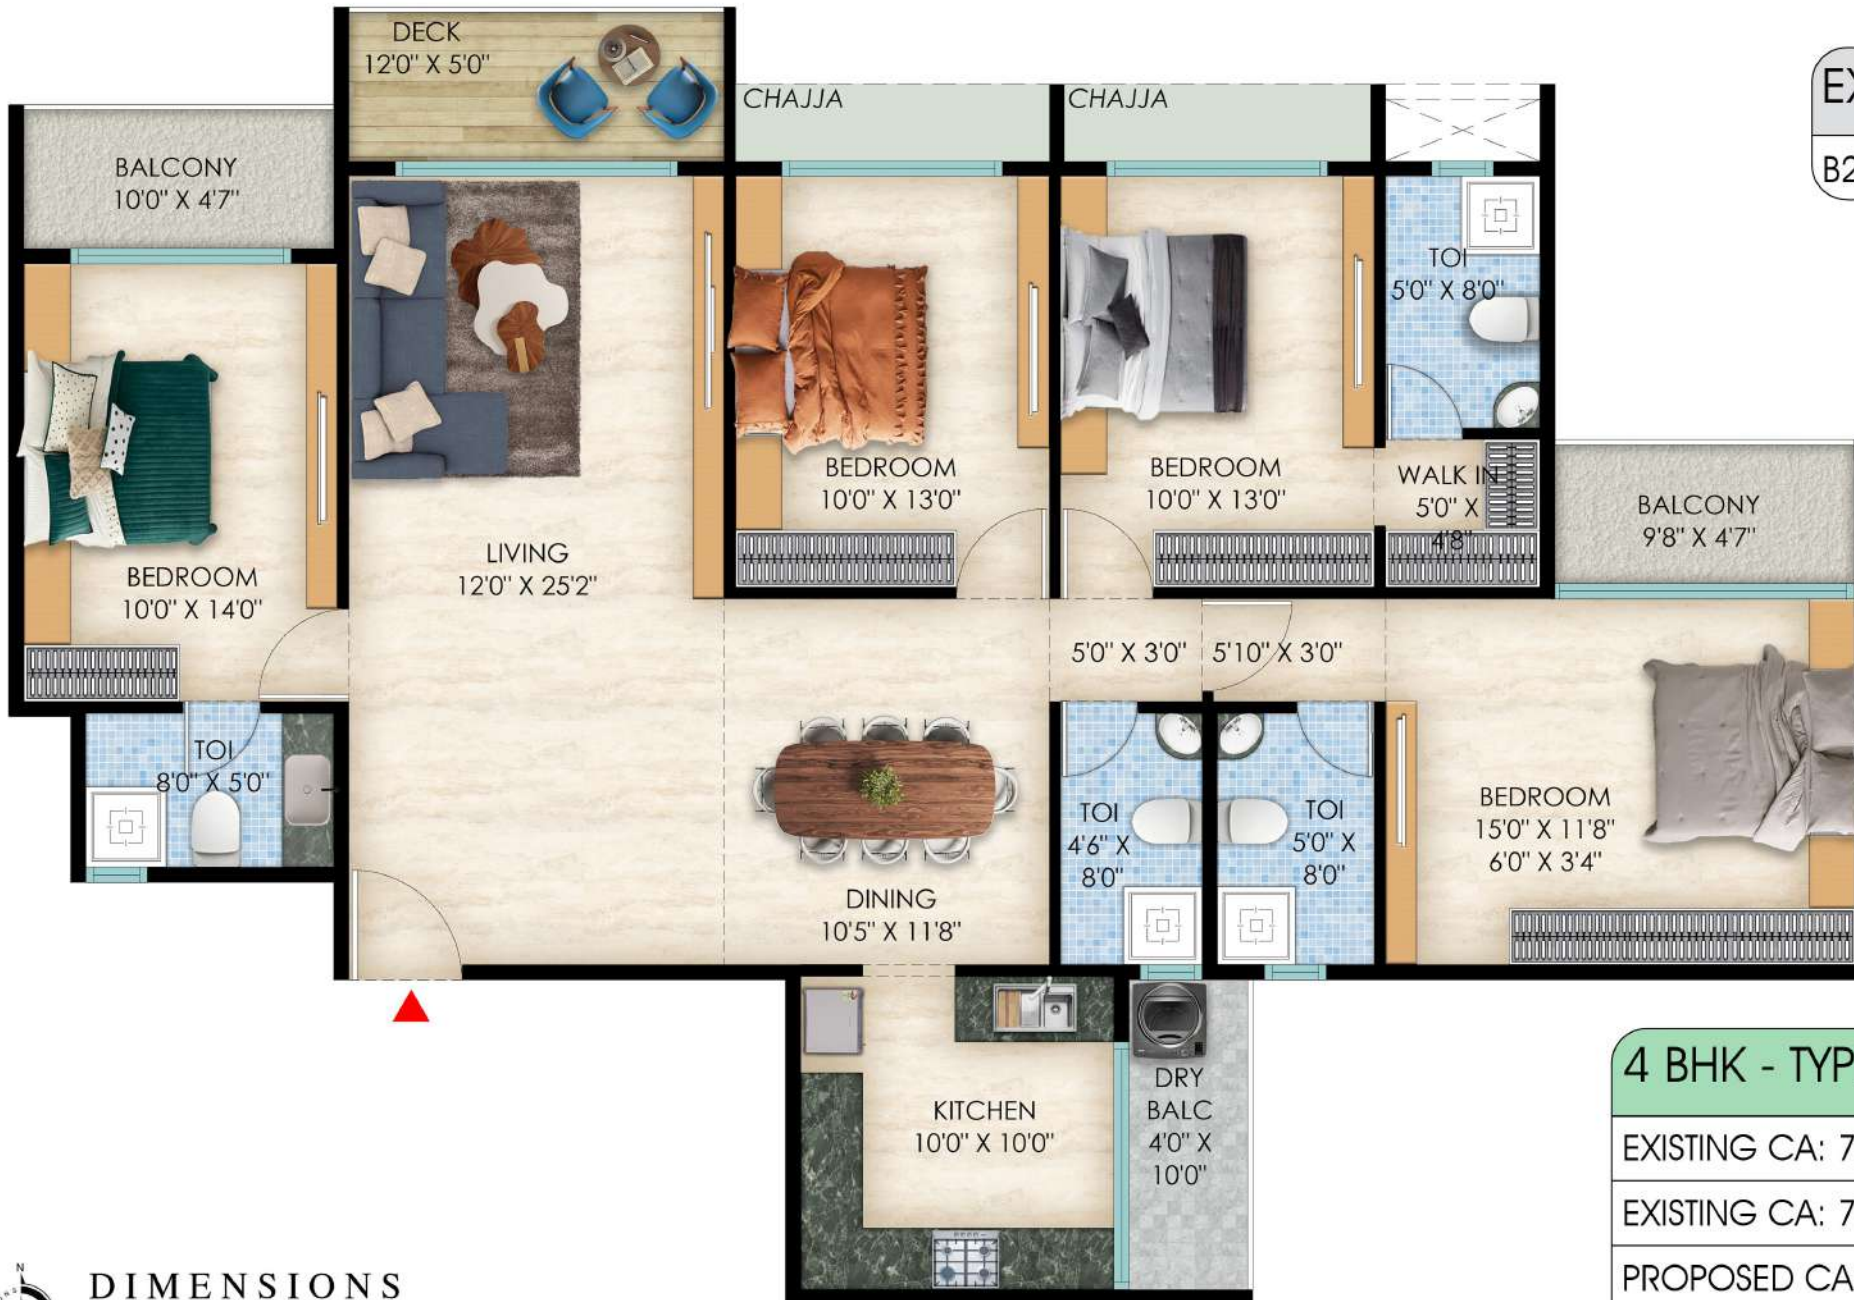 DECK
12'0" X 5'0"
CHAJJA
CHAJJA
BALCONY
10'0" X 4'7"
TOI
5'0" X 8'0"
BEDROOM
10'0" X 13'0"
BEDROOM
10'0" X 13'0"
WALK IN
5'0" X
4'8"
BALCONY
9'8" X 4'7"
LIVING
12'0" X 25'2"
BEDROOM
10'0" X 14'0"
5'0" X 3'0"
5'10" X 3'0"
TOI
8'0" X 5'0"
TOI
4'6" X
8'0"
TOI
5'0" X
8'0"
BEDROOM
15'0" X 11'8"
6'0" X 3'4"
DINING
10'5" X 11'8"
KITCHEN
10'0" X 10'0"
DRY
BALC
4'0" X
10'0"
B2
4 BHK - TYP
EXISTING CA: 7
EXISTING CA: 7
PROPOSED CA
N
DIMENSIONS